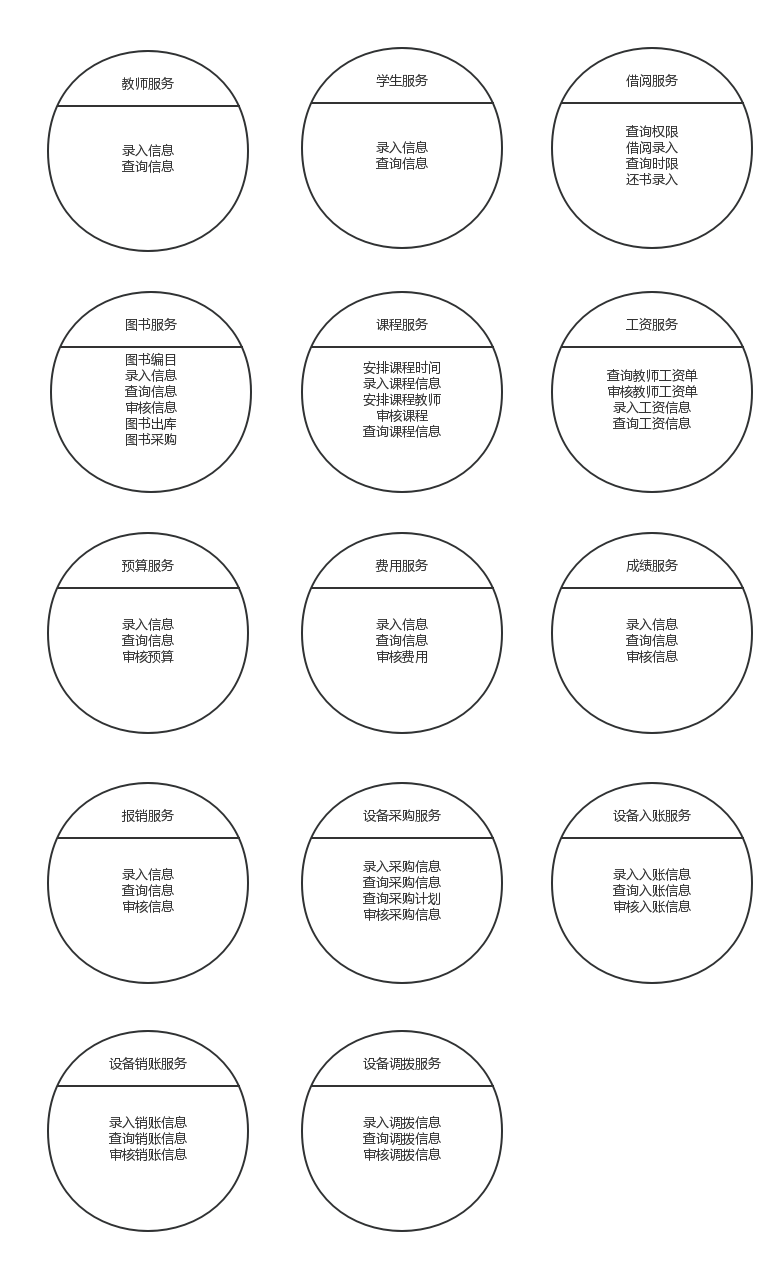 教师服务
录入信息
查询信息
学生服务
录入信息
查询信息
借阅服务
查询权限
借阅录入
查询时限
还书录入
图书服务
图书编目
录入信息
查询信息
审核信息
图书出库
图书采购
课程服务
安排课程时间
录入课程信息
安排课程教师
审核课程
查询课程信息
工资服务
查询教师工资单
审核教师工资单
录入工资信息
查询工资信息
预算服务
录入信息
查询信息
审核预算
费用服务
录入信息
查询信息
审核费用
成绩服务
录入信息
查询信息
审核信息
报销服务
录入信息
查询信息
审核信息
设备采购服务
录入采购信息
查询采购信息
查询采购计划
审核采购信息
设备入账服务
录入入账信息
查询入账信息
审核入账信息
设备销账服务
录入销账信息
查询销账信息
审核销账信息
设备调拨服务
录入调拨信息
查询调拨信息
审核调拨信息